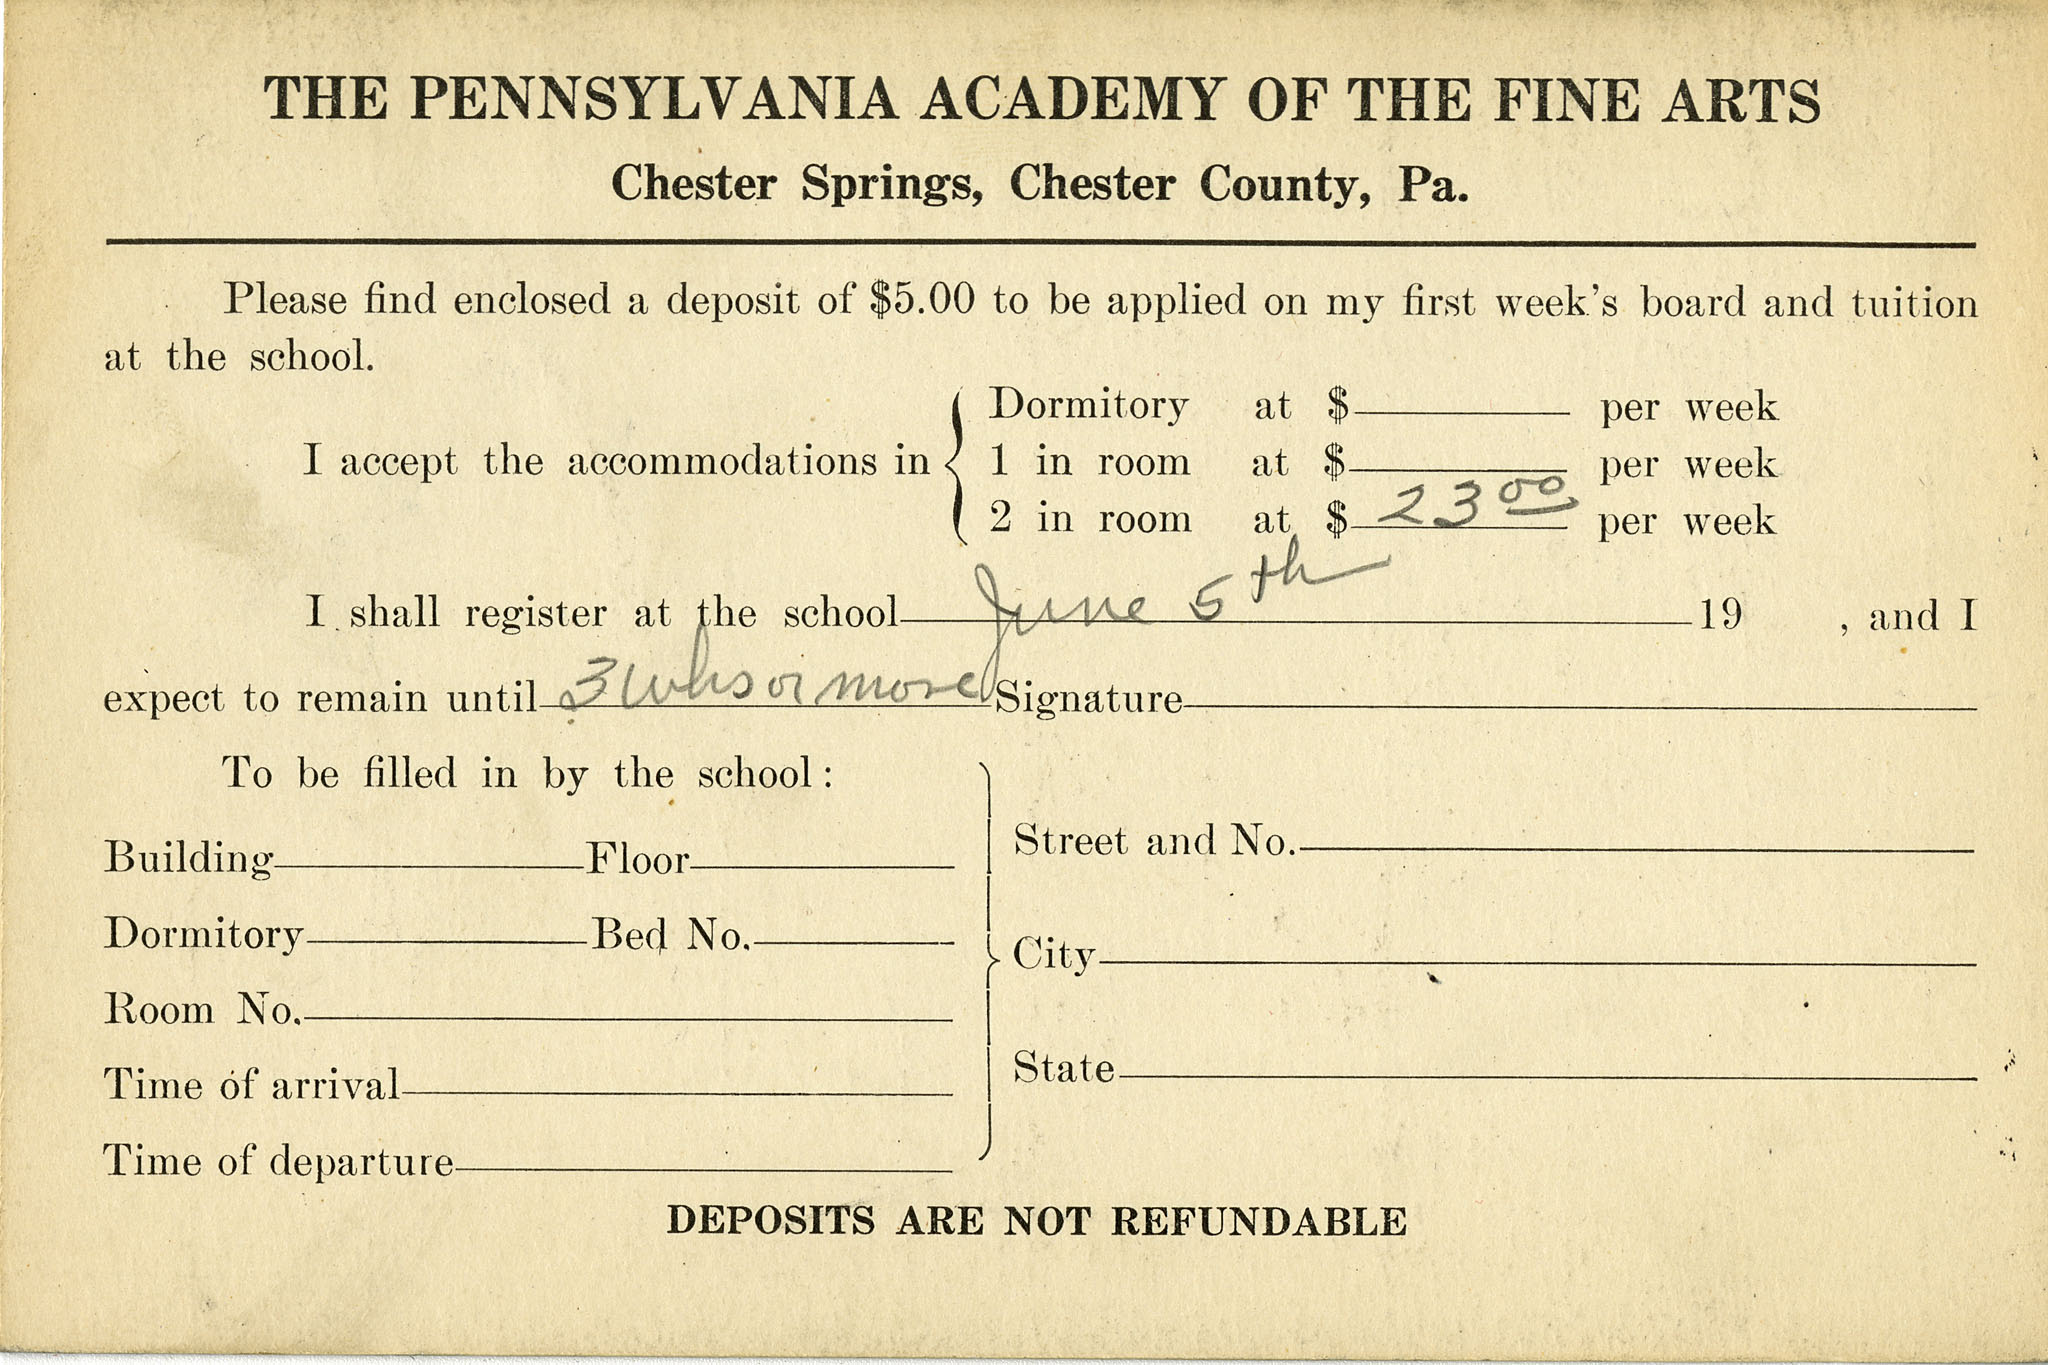 THE PENNSYLVANIA ACADEMY OF THE FINE ARTS
Chester Springs, Chester County, Pa.
Please find enclosed a deposit of $5.00 to be applied on my first week's board and tuition
at the school.
Dormitory at $ per week
I accept the accommodations in 1 in room at $ per week
2 in room at $ 23 00 per week
I shall register at the school June 5th 19 , and I
expect to remain until 3 wks or more Signature
To be filled in by the school:
Building Floor
Street and No.
Dormitory Bed No.
City
Room No.
State
Time of arrival
Time of departure
DEPOSITS ARE NOT REFUNDABLE